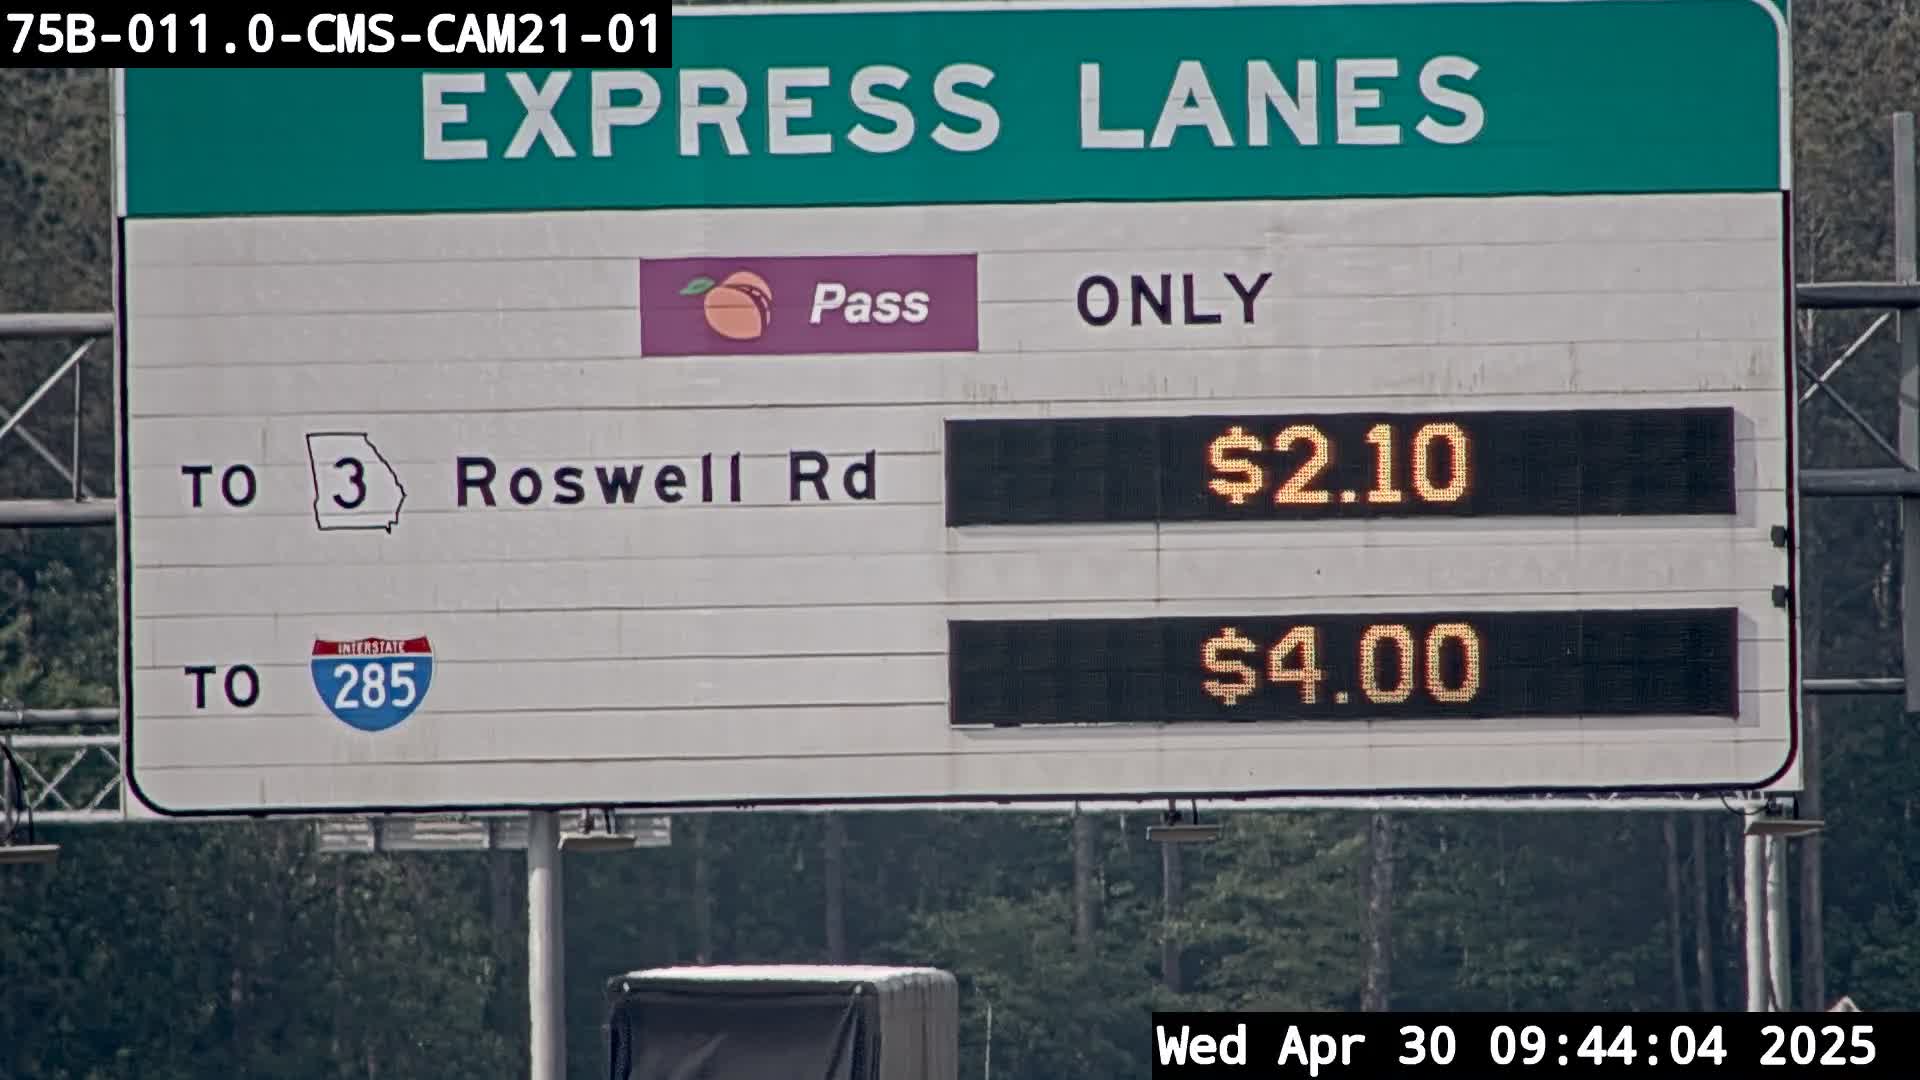 75B-011.0-CMS-CAM21-01
EXPRESS LANES
Pass ONLY
TO 3 Roswell Rd $2.10
TO INTERSTATE 285 $4.00
Wed Apr 30 09:44:04 2025